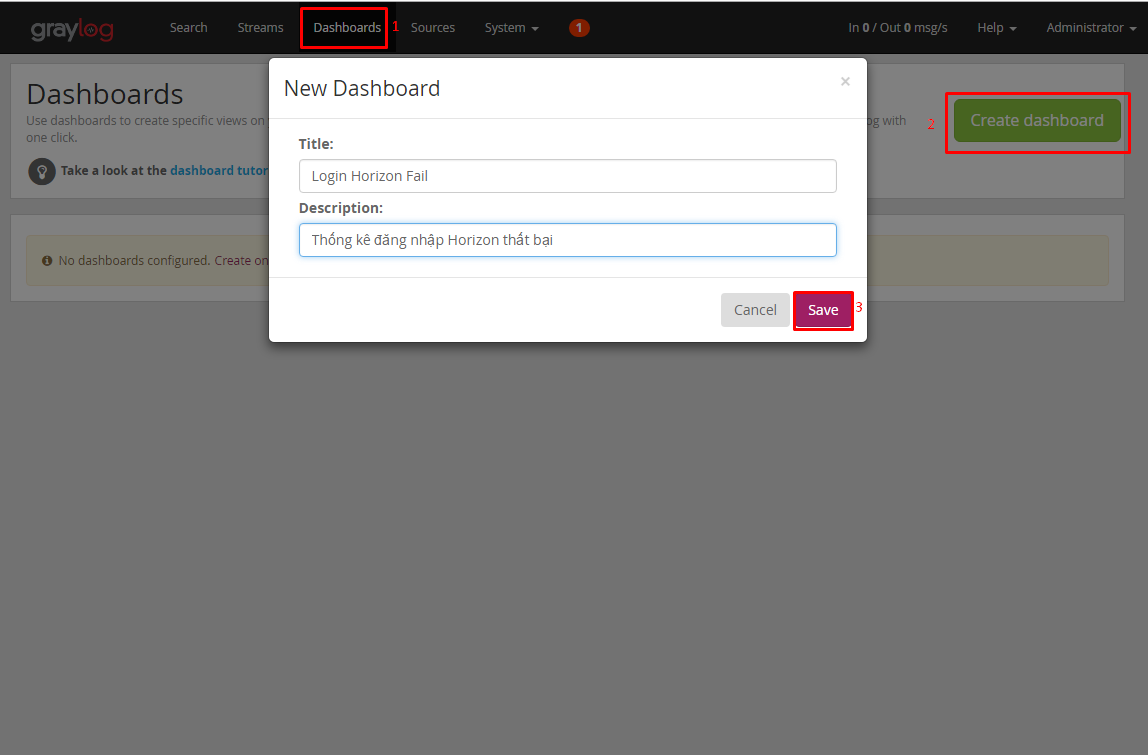 graylog Search Streams Dashboards 1 Sources System 1 In 0 / Out 0 msg/s Help Administrator
New Dashboard ×
Dashboards
Use dashboards to create specific views on
og with
one click.
2 Create dashboard
Title:
Take a look at the dashboard tutor
Login Horizon Fail
Description:
Thống kê đăng nhập Horizon thất bại
No dashboards configured. Create on
Cancel Save 3